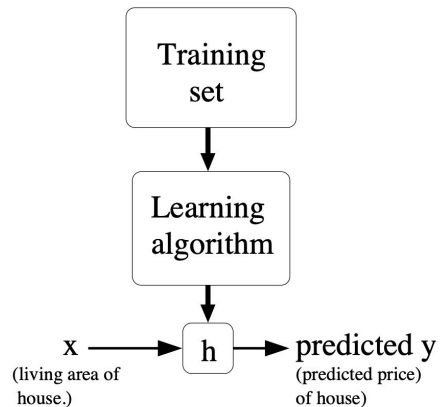 Training
set
Learning
algorithm
x
h
predicted y
(living area of
house.)
(predicted price)
of house)